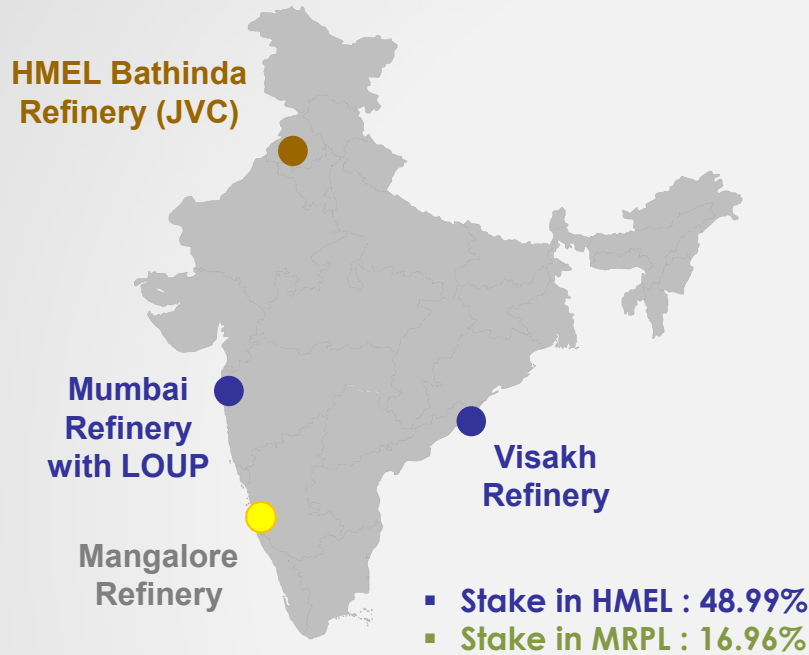 HMEL Bathinda
Refinery (JVC)
Mumbai
Refinery
with LOUP
Visakh
Refinery
Mangalore
Refinery
▪ Stake in HMEL : 48.99%
▪ Stake in MRPL : 16.96%